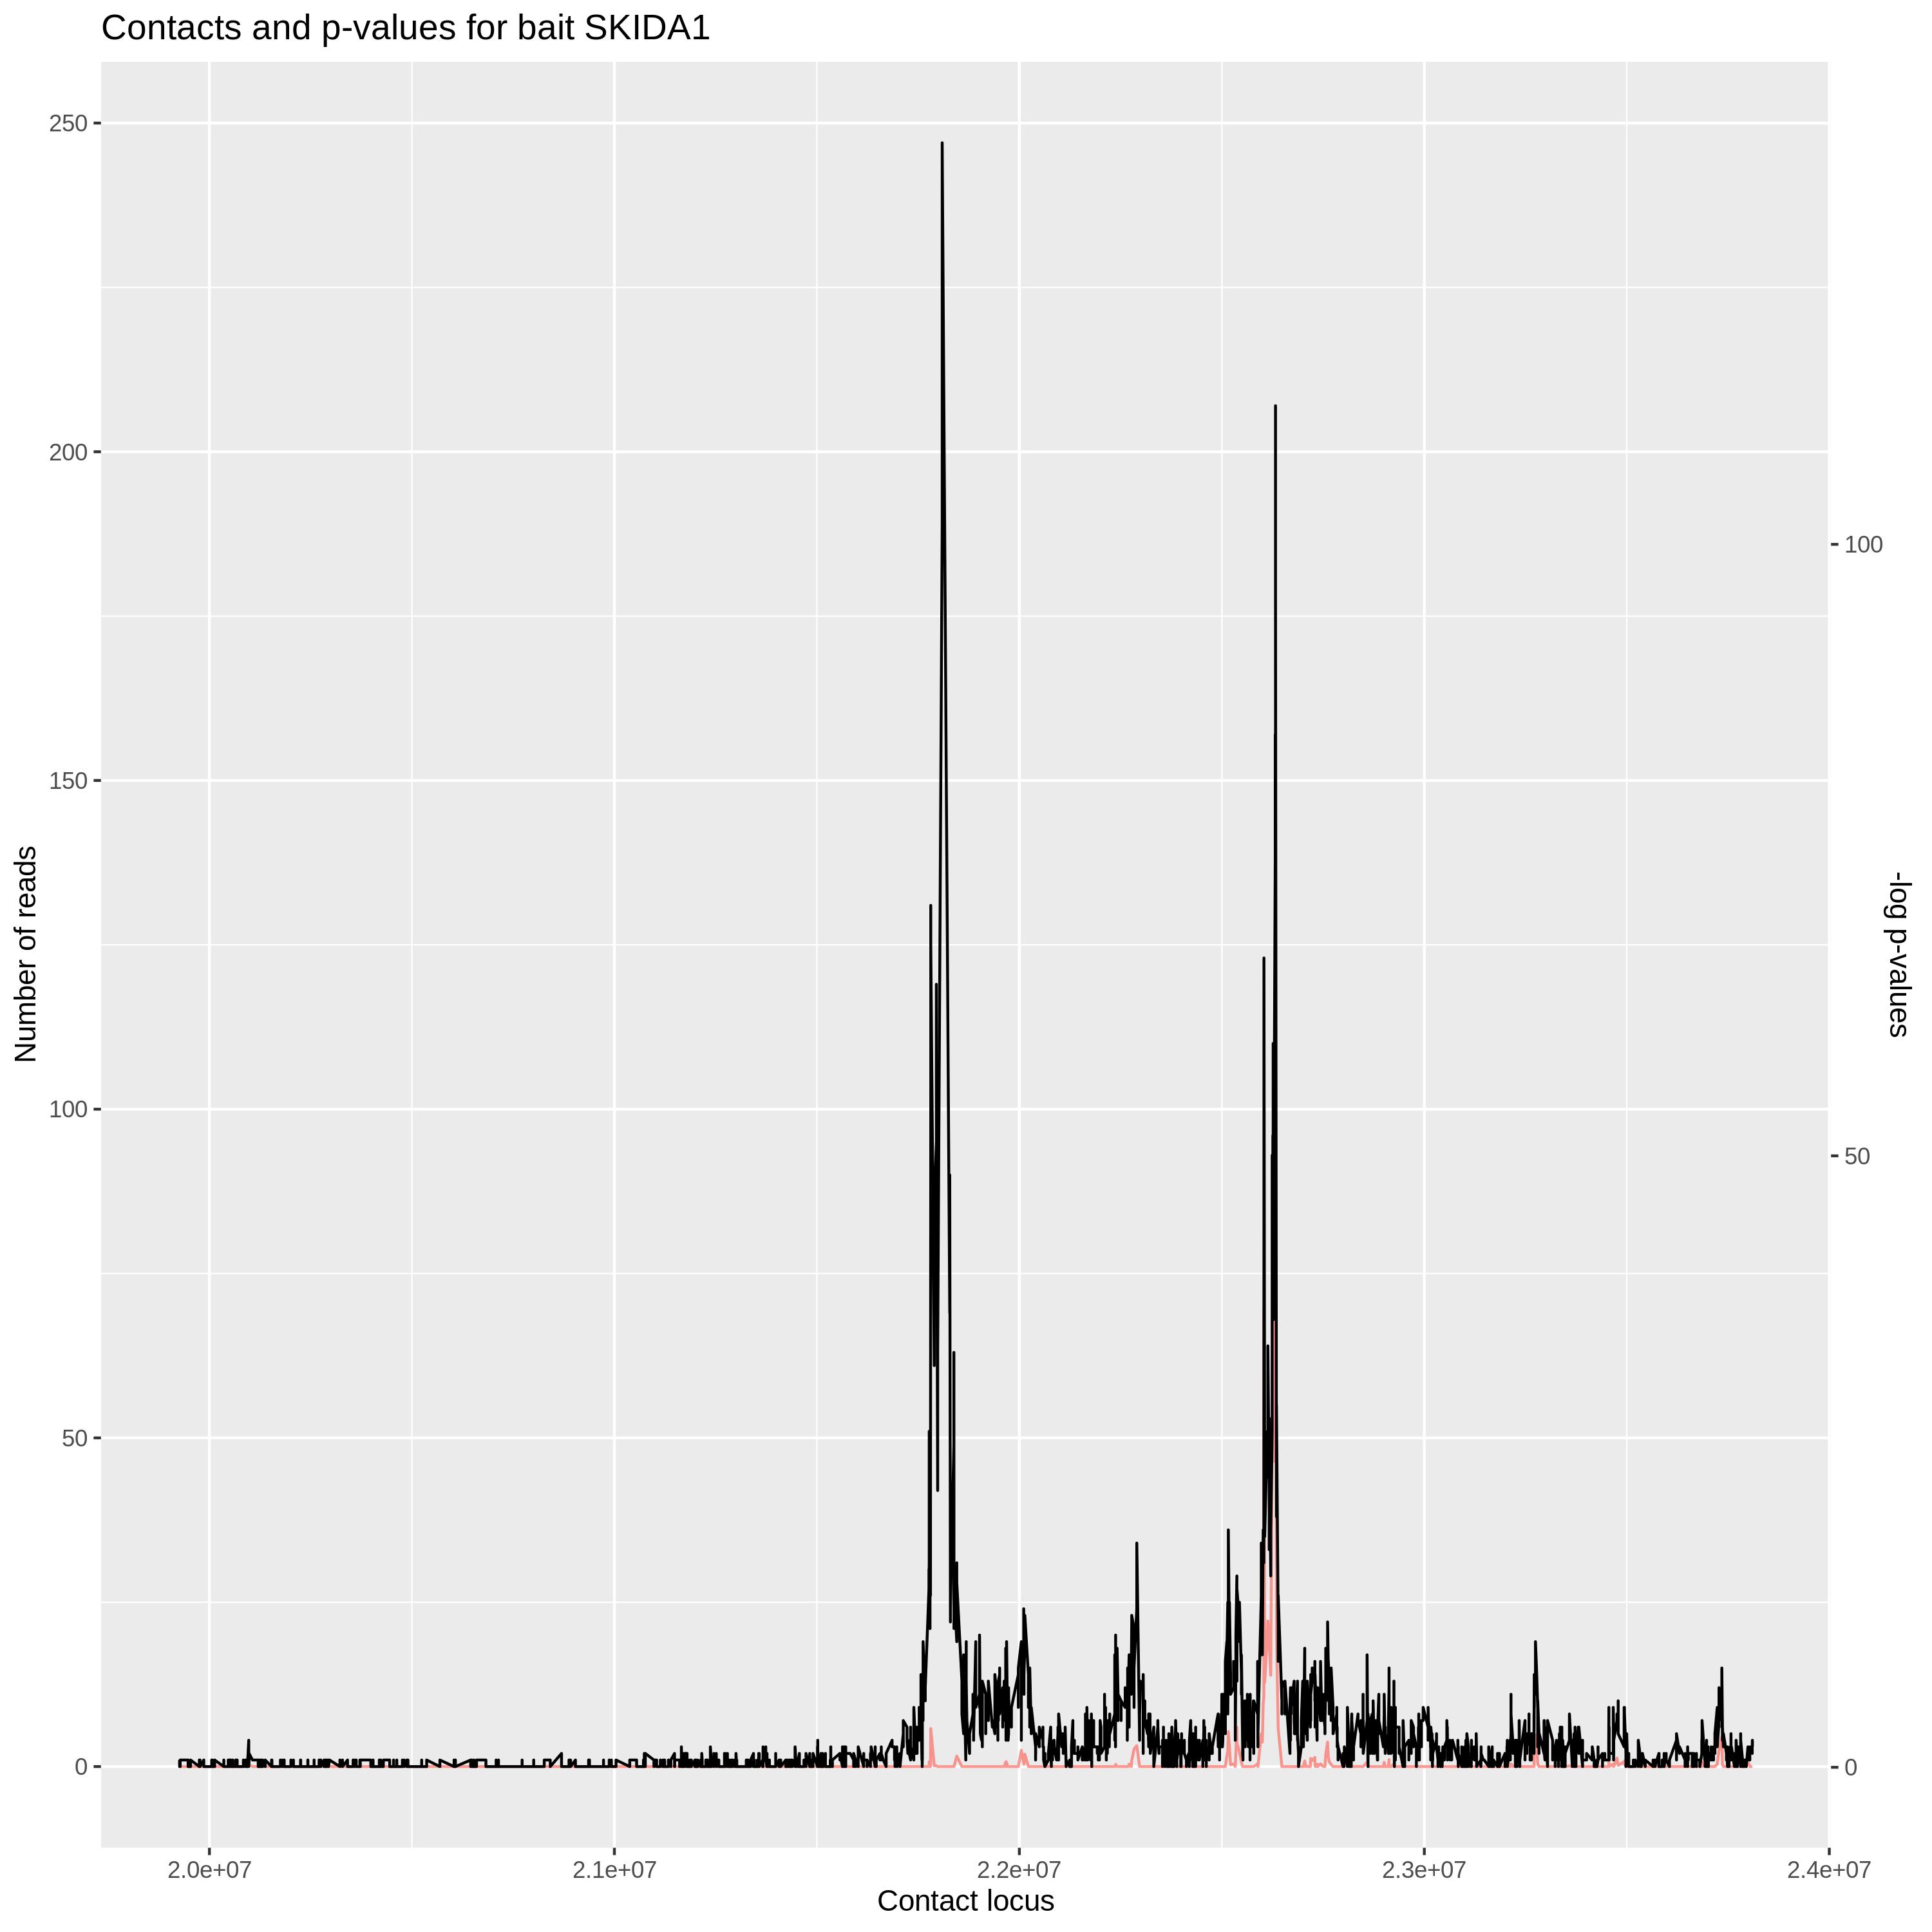 Contacts and p-values for bait SKIDA1
250
200
150
100
50
0
Number of reads
100
50
0
-log p-values
2.0e+07
2.1e+07
2.2e+07
2.3e+07
2.4e+07
Contact locus